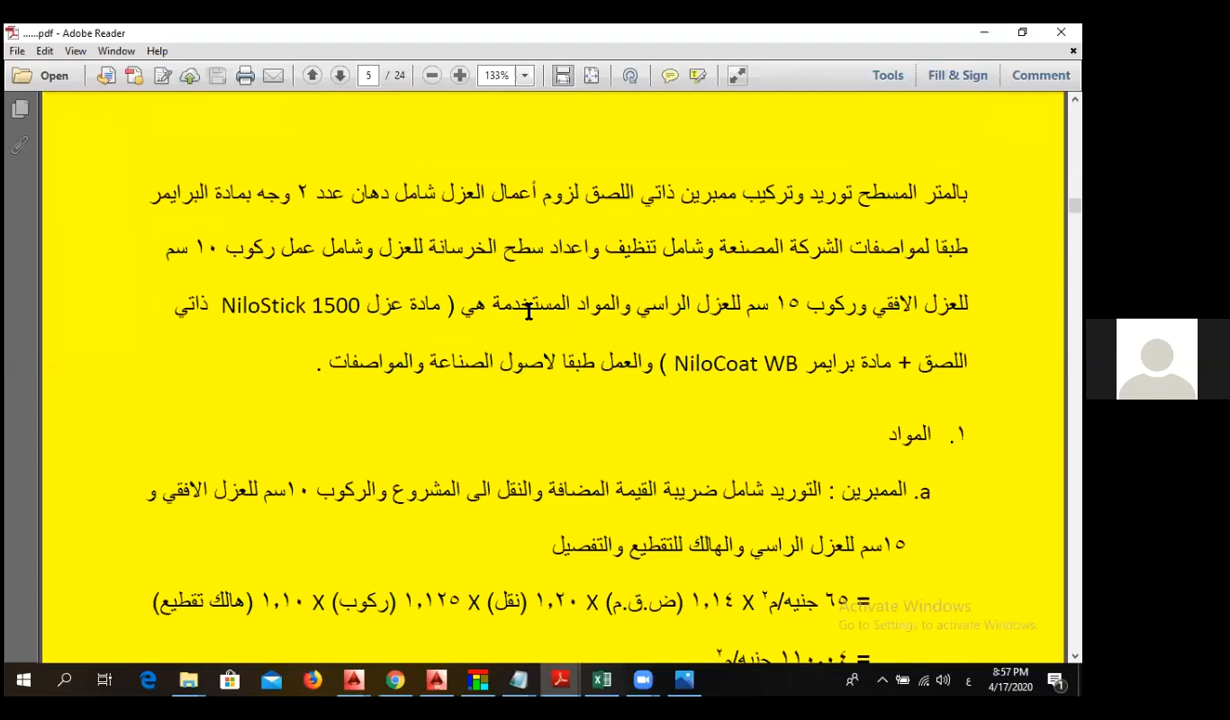 ......pdf - Adobe Reader
File Edit View Window Help
Open 5 / 24 133% Tools Fill & Sign Comment
بالمتر المسطح توريد وتركيب ممبرين ذاتي اللصق لزوم أعمال العزل شامل دهان عدد ٢ وجه بمادة البرايمر
طبقا لمواصفات الشركة المصنعة وشامل تنظيف واعداد سطح الخرسانة للعزل وشامل عمل ركوب ١٠ سم
للعزل الافقي وركوب ١٥ سم للعزل الراسي والمواد المستخدمة هي ( مادة عزل NiloStick 1500 ذاتي
اللصق + مادة برايمر NiloCoat WB ) والعمل طبقا لاصول الصناعة والمواصفات .
١. المواد
a. الممبرين : التوريد شامل ضريبة القيمة المضافة والنقل الى المشروع والركوب ١٠سم للعزل الافقي و
١٥سم للعزل الراسي والهالك للتقطيع والتفصيل
= ٦٥ جنيه/م٢ X ١,١٤ (ض.ق.م) X ١,٢٠ (نقل) X ١,١٢٥ (ركوب) X ١,١٠ (هالك تقطيع)
Activate Windows
Go to Settings to activate Windows.
= ١١٠,٠٤ جنيه/م٢
8:57 PM
ع
4/17/2020